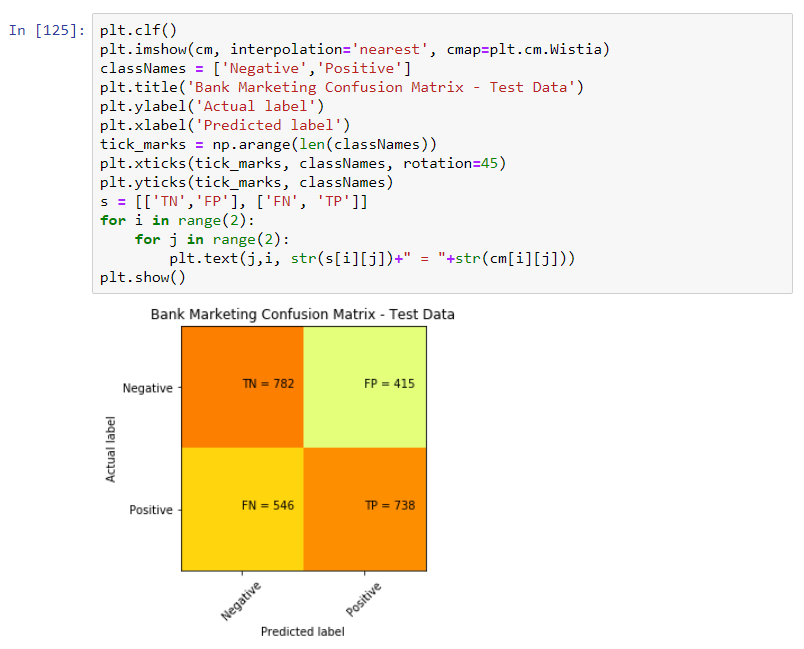 In [125]:
plt.clf()
plt.imshow(cm, interpolation='nearest', cmap=plt.cm.Wistia)
classNames = ['Negative','Positive']
plt.title('Bank Marketing Confusion Matrix - Test Data')
plt.ylabel('Actual label')
plt.xlabel('Predicted label')
tick_marks = np.arange(len(classNames))
plt.xticks(tick_marks, classNames, rotation=45)
plt.yticks(tick_marks, classNames)
s = [['TN','FP'], ['FN', 'TP']]
for i in range(2):
    for j in range(2):
        plt.text(j,i, str(s[i][j])+" = "+str(cm[i][j]))
plt.show()
Bank Marketing Confusion Matrix - Test Data
Actual label
Negative
TN = 782
FP = 415
Positive
FN = 546
TP = 738
Negative
Positive
Predicted label